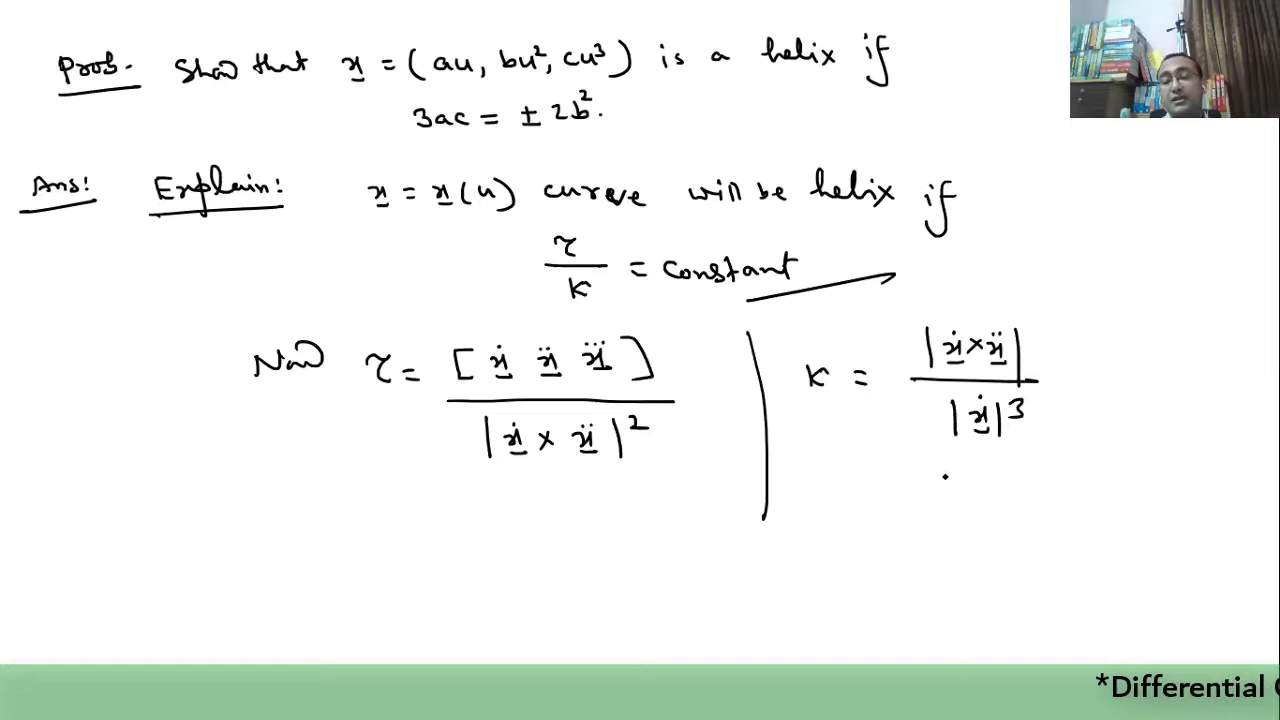 Prob. Show that r = (au, bu², cu³) is a helix if
3ac = ± 2b².
Ans: Explain: r = r(u) curve will be helix if
τ / κ = constant
Now τ = [ṙ r̈ r⃛] / |ṙ × r̈|² | κ = |ṙ × r̈| / |ṙ|³
*Differential